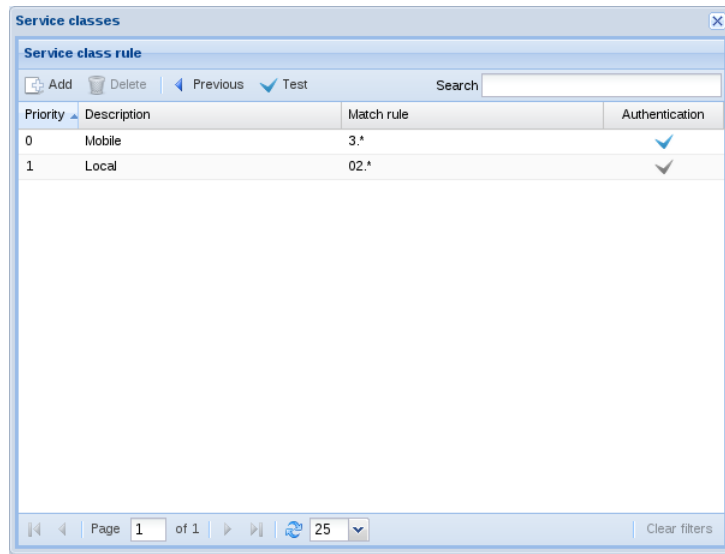 Service classes
Service class rule
Add Delete Previous Test Search
Priority Description Match rule Authentication
0 Mobile 3.*
1 Local 02.*
Page 1 of 1 25 Clear filters